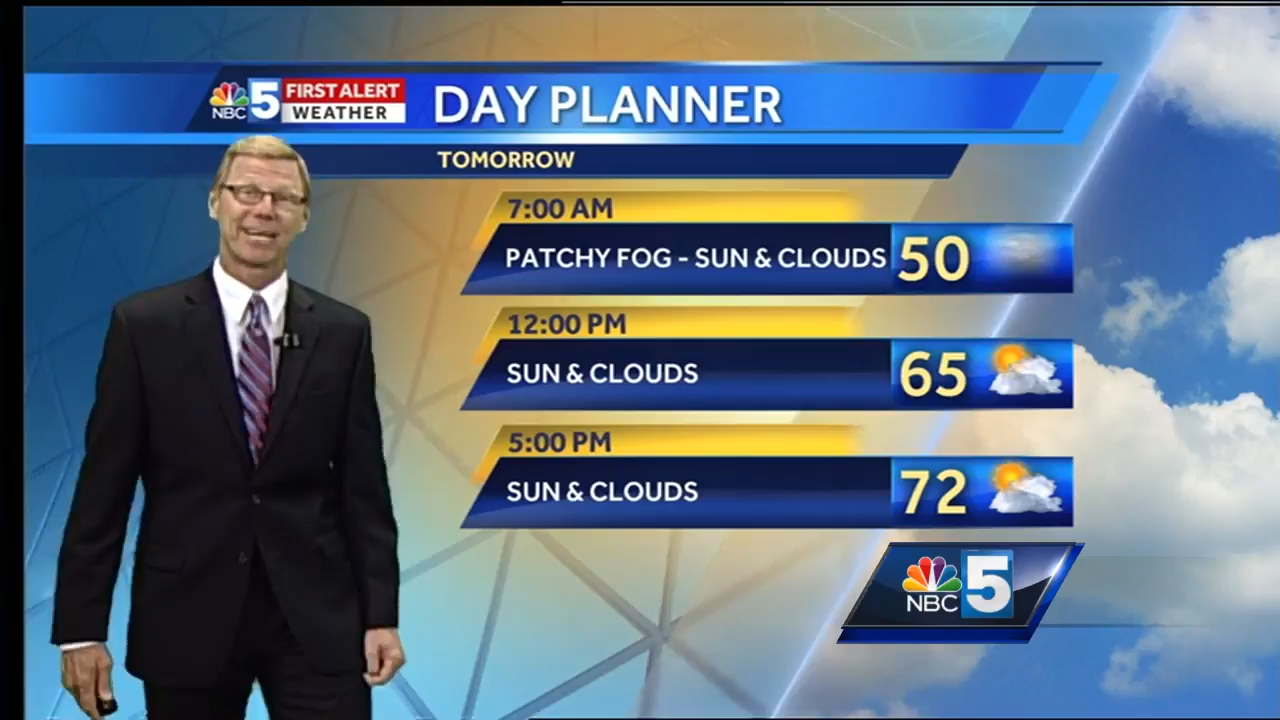 NBC 5 FIRST ALERT WEATHER
DAY PLANNER
TOMORROW
7:00 AM
PATCHY FOG - SUN & CLOUDS 50
12:00 PM
SUN & CLOUDS 65
5:00 PM
SUN & CLOUDS 72
NBC 5